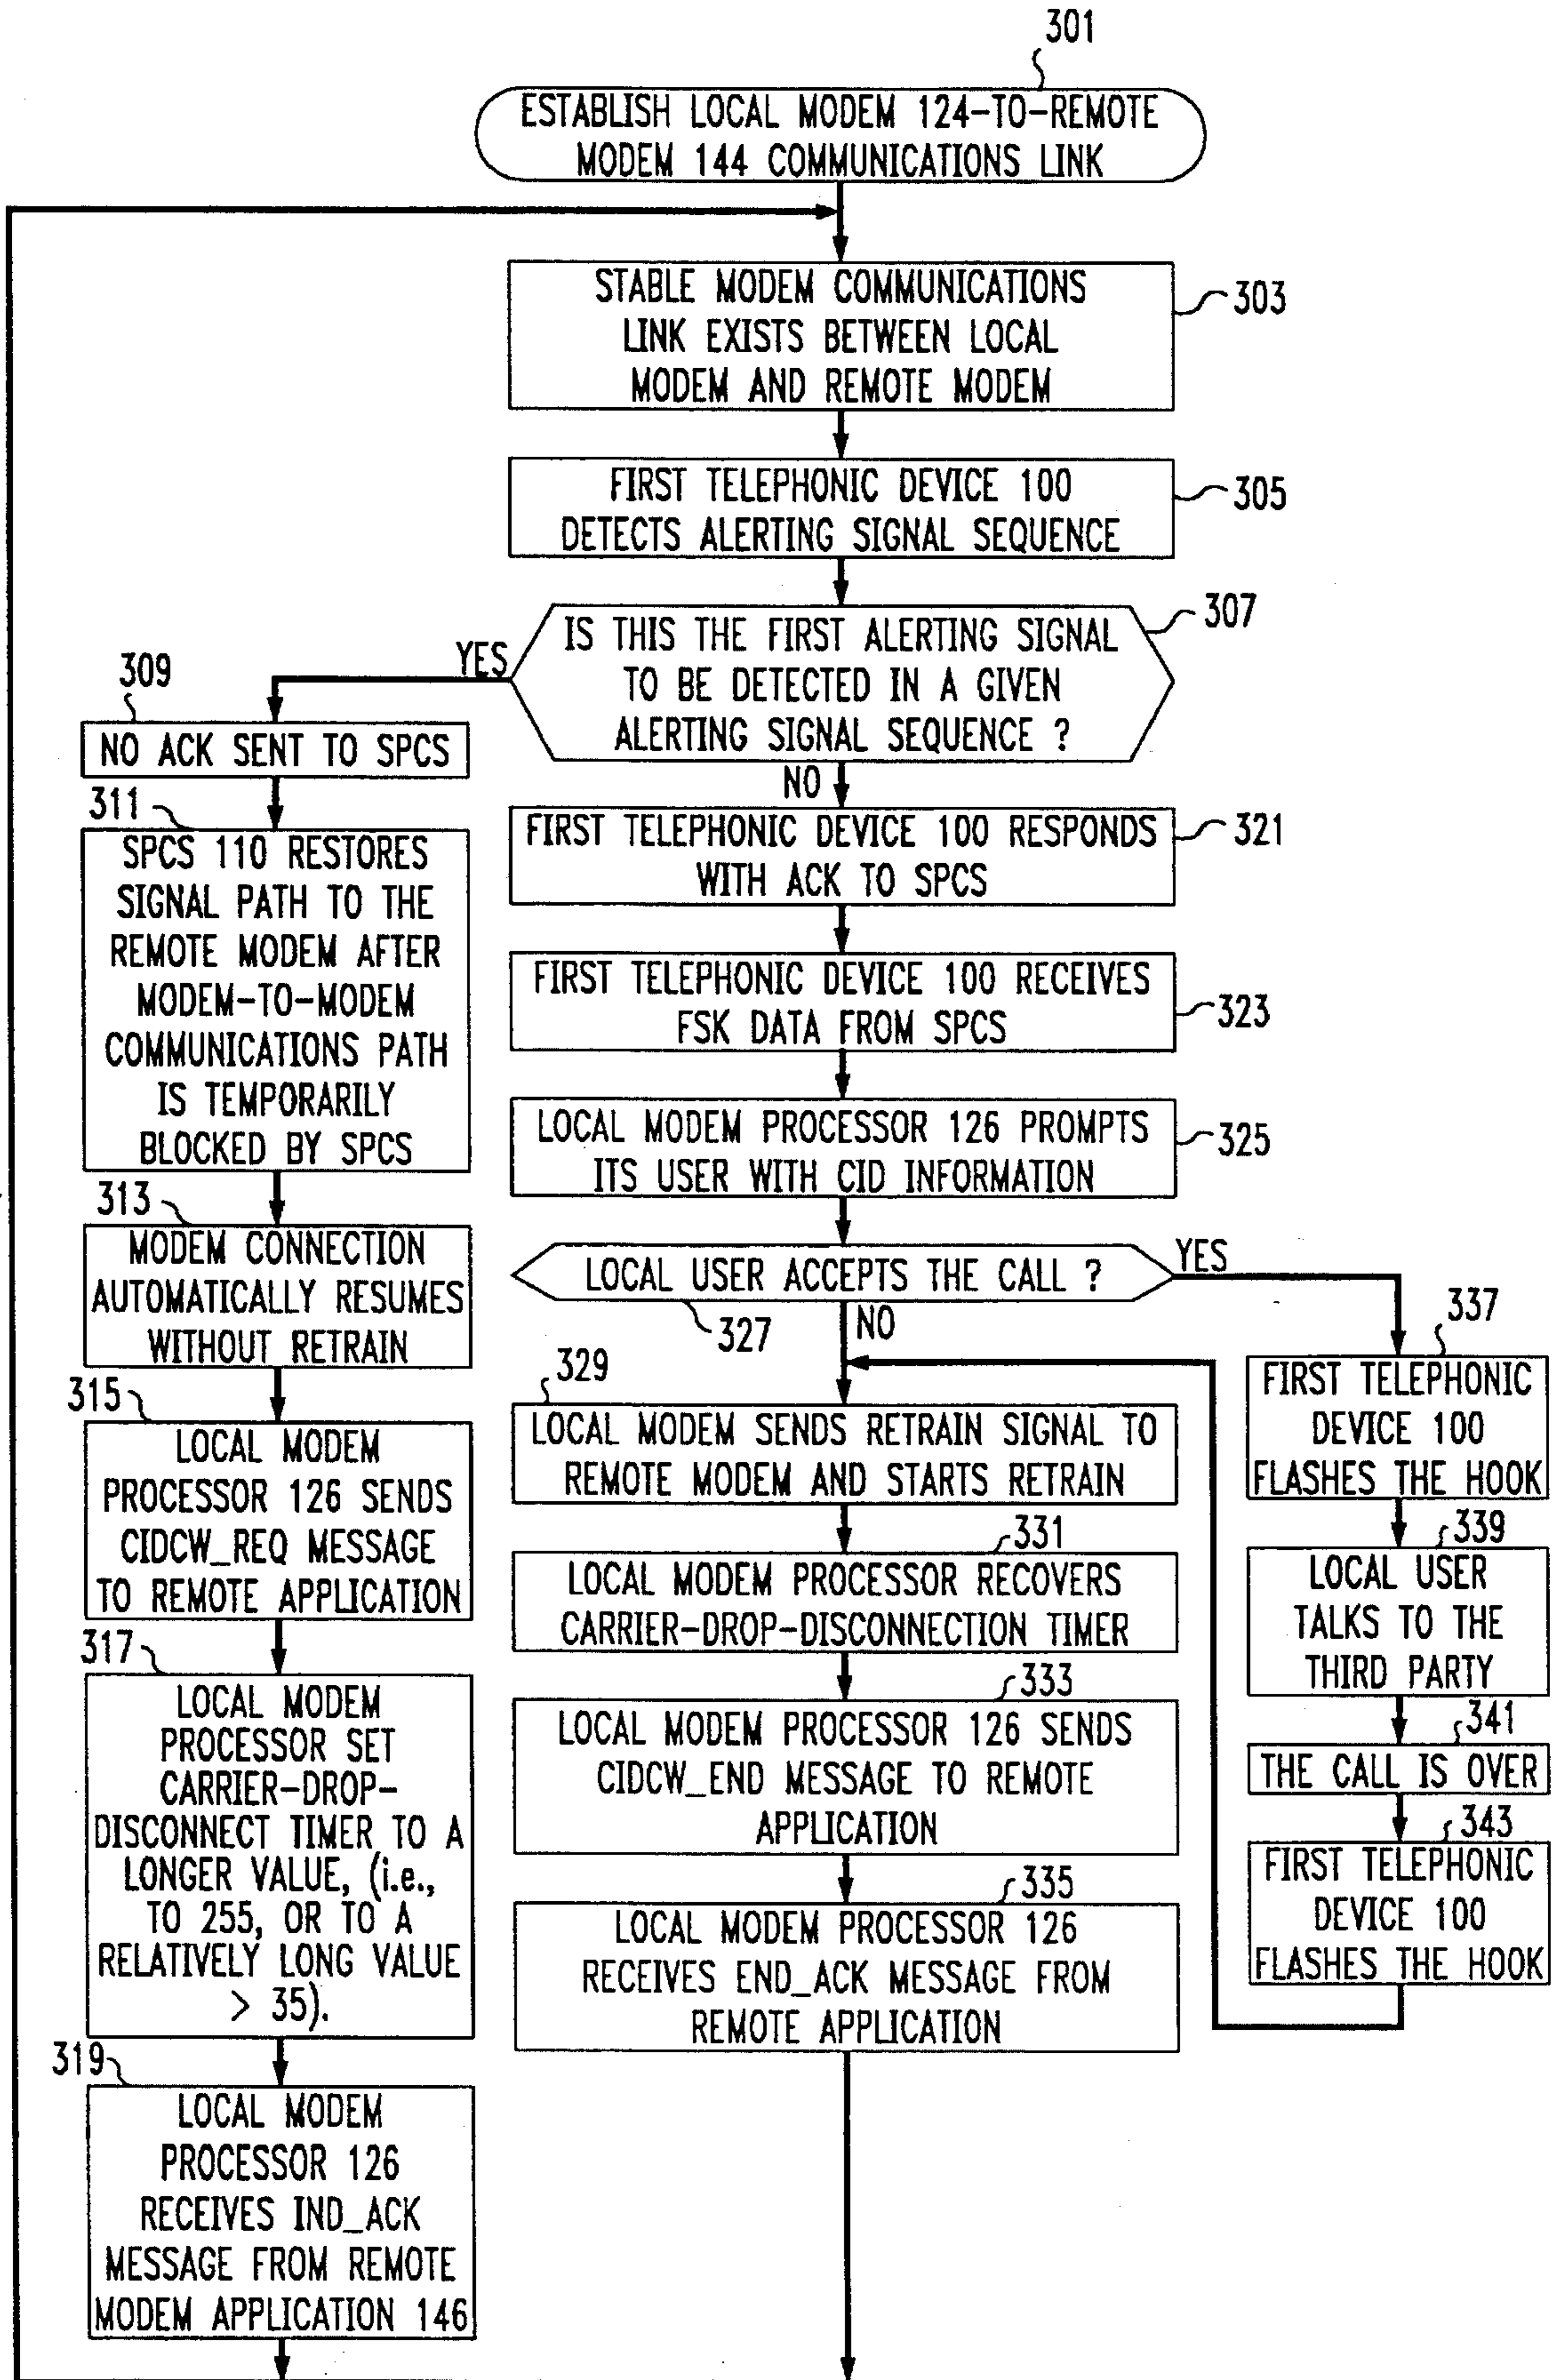 301
ESTABLISH LOCAL MODEM 124-TO-REMOTE
MODEM 144 COMMUNICATIONS LINK
STABLE MODEM COMMUNICATIONS
LINK EXISTS BETWEEN LOCAL
MODEM AND REMOTE MODEM
303
FIRST TELEPHONIC DEVICE 100
DETECTS ALERTING SIGNAL SEQUENCE
305
IS THIS THE FIRST ALERTING SIGNAL
TO BE DETECTED IN A GIVEN
ALERTING SIGNAL SEQUENCE ?
307
YES
NO
309
NO ACK SENT TO SPCS
311
SPCS 110 RESTORES
SIGNAL PATH TO THE
REMOTE MODEM AFTER
MODEM-TO-MODEM
COMMUNICATIONS PATH
IS TEMPORARILY
BLOCKED BY SPCS
313
MODEM CONNECTION
AUTOMATICALLY RESUMES
WITHOUT RETRAIN
315
LOCAL MODEM
PROCESSOR 126 SENDS
CIDCW_REQ MESSAGE
TO REMOTE APPLICATION
317
LOCAL MODEM
PROCESSOR SET
CARRIER-DROP-
DISCONNECT TIMER TO A
LONGER VALUE, (i.e.,
TO 255, OR TO A
RELATIVELY LONG VALUE
> 35).
319
LOCAL MODEM
PROCESSOR 126
RECEIVES IND_ACK
MESSAGE FROM REMOTE
MODEM APPLICATION 146
FIRST TELEPHONIC DEVICE 100 RESPONDS
WITH ACK TO SPCS
321
FIRST TELEPHONIC DEVICE 100 RECEIVES
FSK DATA FROM SPCS
323
LOCAL MODEM PROCESSOR 126 PROMPTS
ITS USER WITH CID INFORMATION
325
LOCAL USER ACCEPTS THE CALL ?
YES
327
NO
329
LOCAL MODEM SENDS RETRAIN SIGNAL TO
REMOTE MODEM AND STARTS RETRAIN
331
LOCAL MODEM PROCESSOR RECOVERS
CARRIER-DROP-DISCONNECTION TIMER
333
LOCAL MODEM PROCESSOR 126 SENDS
CIDCW_END MESSAGE TO REMOTE
APPLICATION
335
LOCAL MODEM PROCESSOR 126
RECEIVES END_ACK MESSAGE FROM
REMOTE APPLICATION
337
FIRST TELEPHONIC
DEVICE 100
FLASHES THE HOOK
339
LOCAL USER
TALKS TO THE
THIRD PARTY
341
THE CALL IS OVER
343
FIRST TELEPHONIC
DEVICE 100
FLASHES THE HOOK